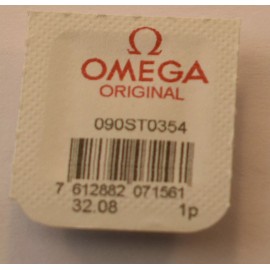 OMEGA
ORIGINAL
090ST0354
7 612882 071561
32.08 1p